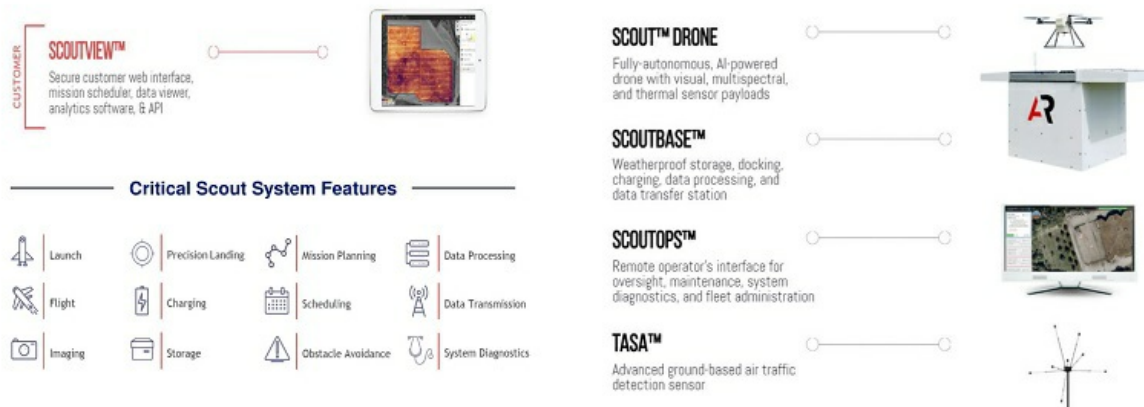 CUSTOMER
SCOUTVIEW™
Secure customer web interface,
mission scheduler, data viewer,
analytics software, & API
Critical Scout System Features
Launch
Precision Landing
Mission Planning
Data Processing
Flight
Charging
Scheduling
Data Transmission
Imaging
Storage
Obstacle Avoidance
System Diagnostics
SCOUT™ DRONE
Fully-autonomous, AI-powered
drone with visual, multispectral,
and thermal sensor payloads
AR
SCOUTBASE™
Weatherproof storage, docking,
charging, data processing, and
data transfer station
SCOUTOPS™
Remote operator's interface for
oversight, maintenance, system
diagnostics, and fleet administration
TASA™
Advanced ground-based air traffic
detection sensor